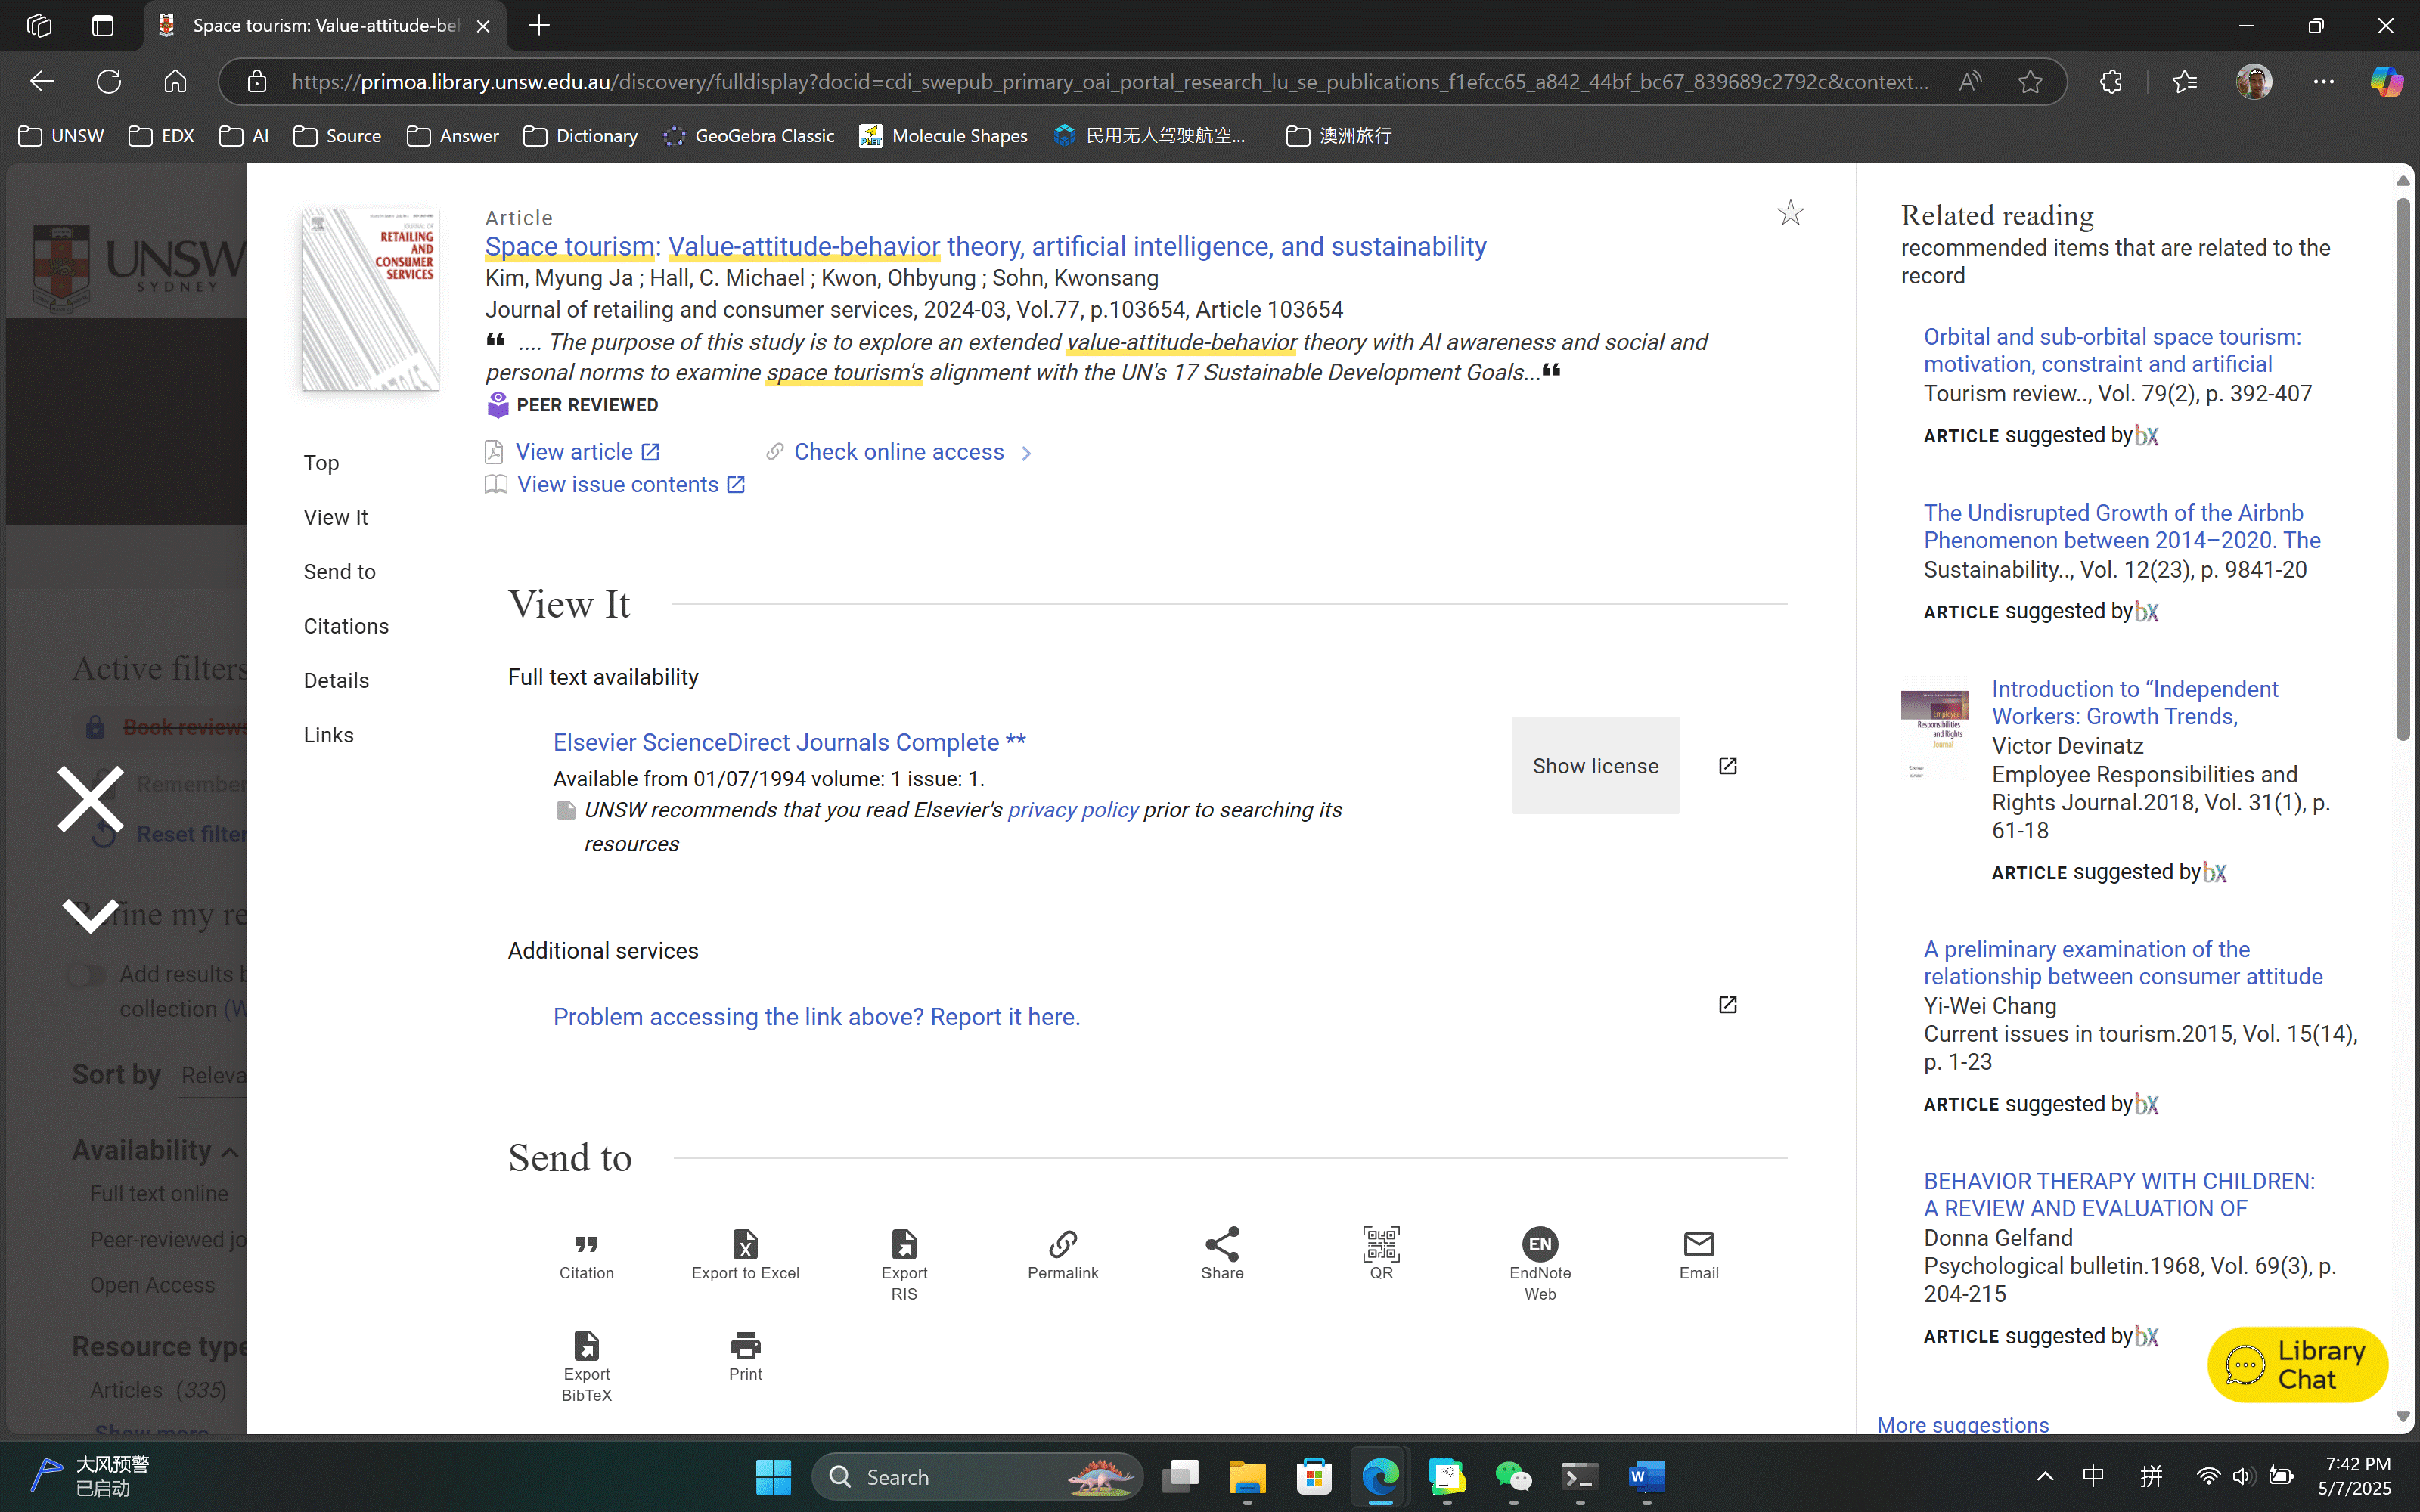 Space tourism: Value-attitude-beh
https://primoa.library.unsw.edu.au/discovery/fulldisplay?docid=cdi_swepub_primary_oai_portal_research_lu_se_publications_f1efcc65_a842_44bf_bc67_839689c2792c&context...
UNSW EDX AI Source Answer Dictionary GeoGebra Classic Molecule Shapes 民用无人驾驶航空... 澳洲旅行
UNSW
SYDNEY
Active filters
Book reviews
Remember
Reset filter
Refine my re
Add results b
collection (W
Sort by Releva
Availability
Full text online
Peer-reviewed jo
Open Access
Resource type
Articles (335)
Show more
RETAILING
AND
CONSUMER
SERVICES
Top
View It
Send to
Citations
Details
Links
Article
Space tourism: Value-attitude-behavior theory, artificial intelligence, and sustainability
Kim, Myung Ja ; Hall, C. Michael ; Kwon, Ohbyung ; Sohn, Kwonsang
Journal of retailing and consumer services, 2024-03, Vol.77, p.103654, Article 103654
❝ .... The purpose of this study is to explore an extended value-attitude-behavior theory with AI awareness and social and
personal norms to examine space tourism's alignment with the UN's 17 Sustainable Development Goals...❝
PEER REVIEWED
View article Check online access
View issue contents
View It
Full text availability
Elsevier ScienceDirect Journals Complete **
Available from 01/07/1994 volume: 1 issue: 1.
UNSW recommends that you read Elsevier's privacy policy prior to searching its
resources
Show license
Additional services
Problem accessing the link above? Report it here.
Send to
Citation
Export to Excel
Export
RIS
Permalink
Share
QR
EN
EndNote
Web
Email
Export
BibTeX
Print
Related reading
recommended items that are related to the
record
Orbital and sub-orbital space tourism:
motivation, constraint and artificial
Tourism review.., Vol. 79(2), p. 392-407
ARTICLE suggested by bX
The Undisrupted Growth of the Airbnb
Phenomenon between 2014–2020. The
Sustainability.., Vol. 12(23), p. 9841-20
ARTICLE suggested by bX
Employee
Responsibilities
and Rights
Journal
Introduction to “Independent
Workers: Growth Trends,
Victor Devinatz
Employee Responsibilities and
Rights Journal.2018, Vol. 31(1), p.
61-18
ARTICLE suggested by bX
A preliminary examination of the
relationship between consumer attitude
Yi-Wei Chang
Current issues in tourism.2015, Vol. 15(14),
p. 1-23
ARTICLE suggested by bX
BEHAVIOR THERAPY WITH CHILDREN:
A REVIEW AND EVALUATION OF
Donna Gelfand
Psychological bulletin.1968, Vol. 69(3), p.
204-215
ARTICLE suggested by bX
More suggestions
Library
Chat
大风预警
已启动
Search
中 拼
7:42 PM
5/7/2025